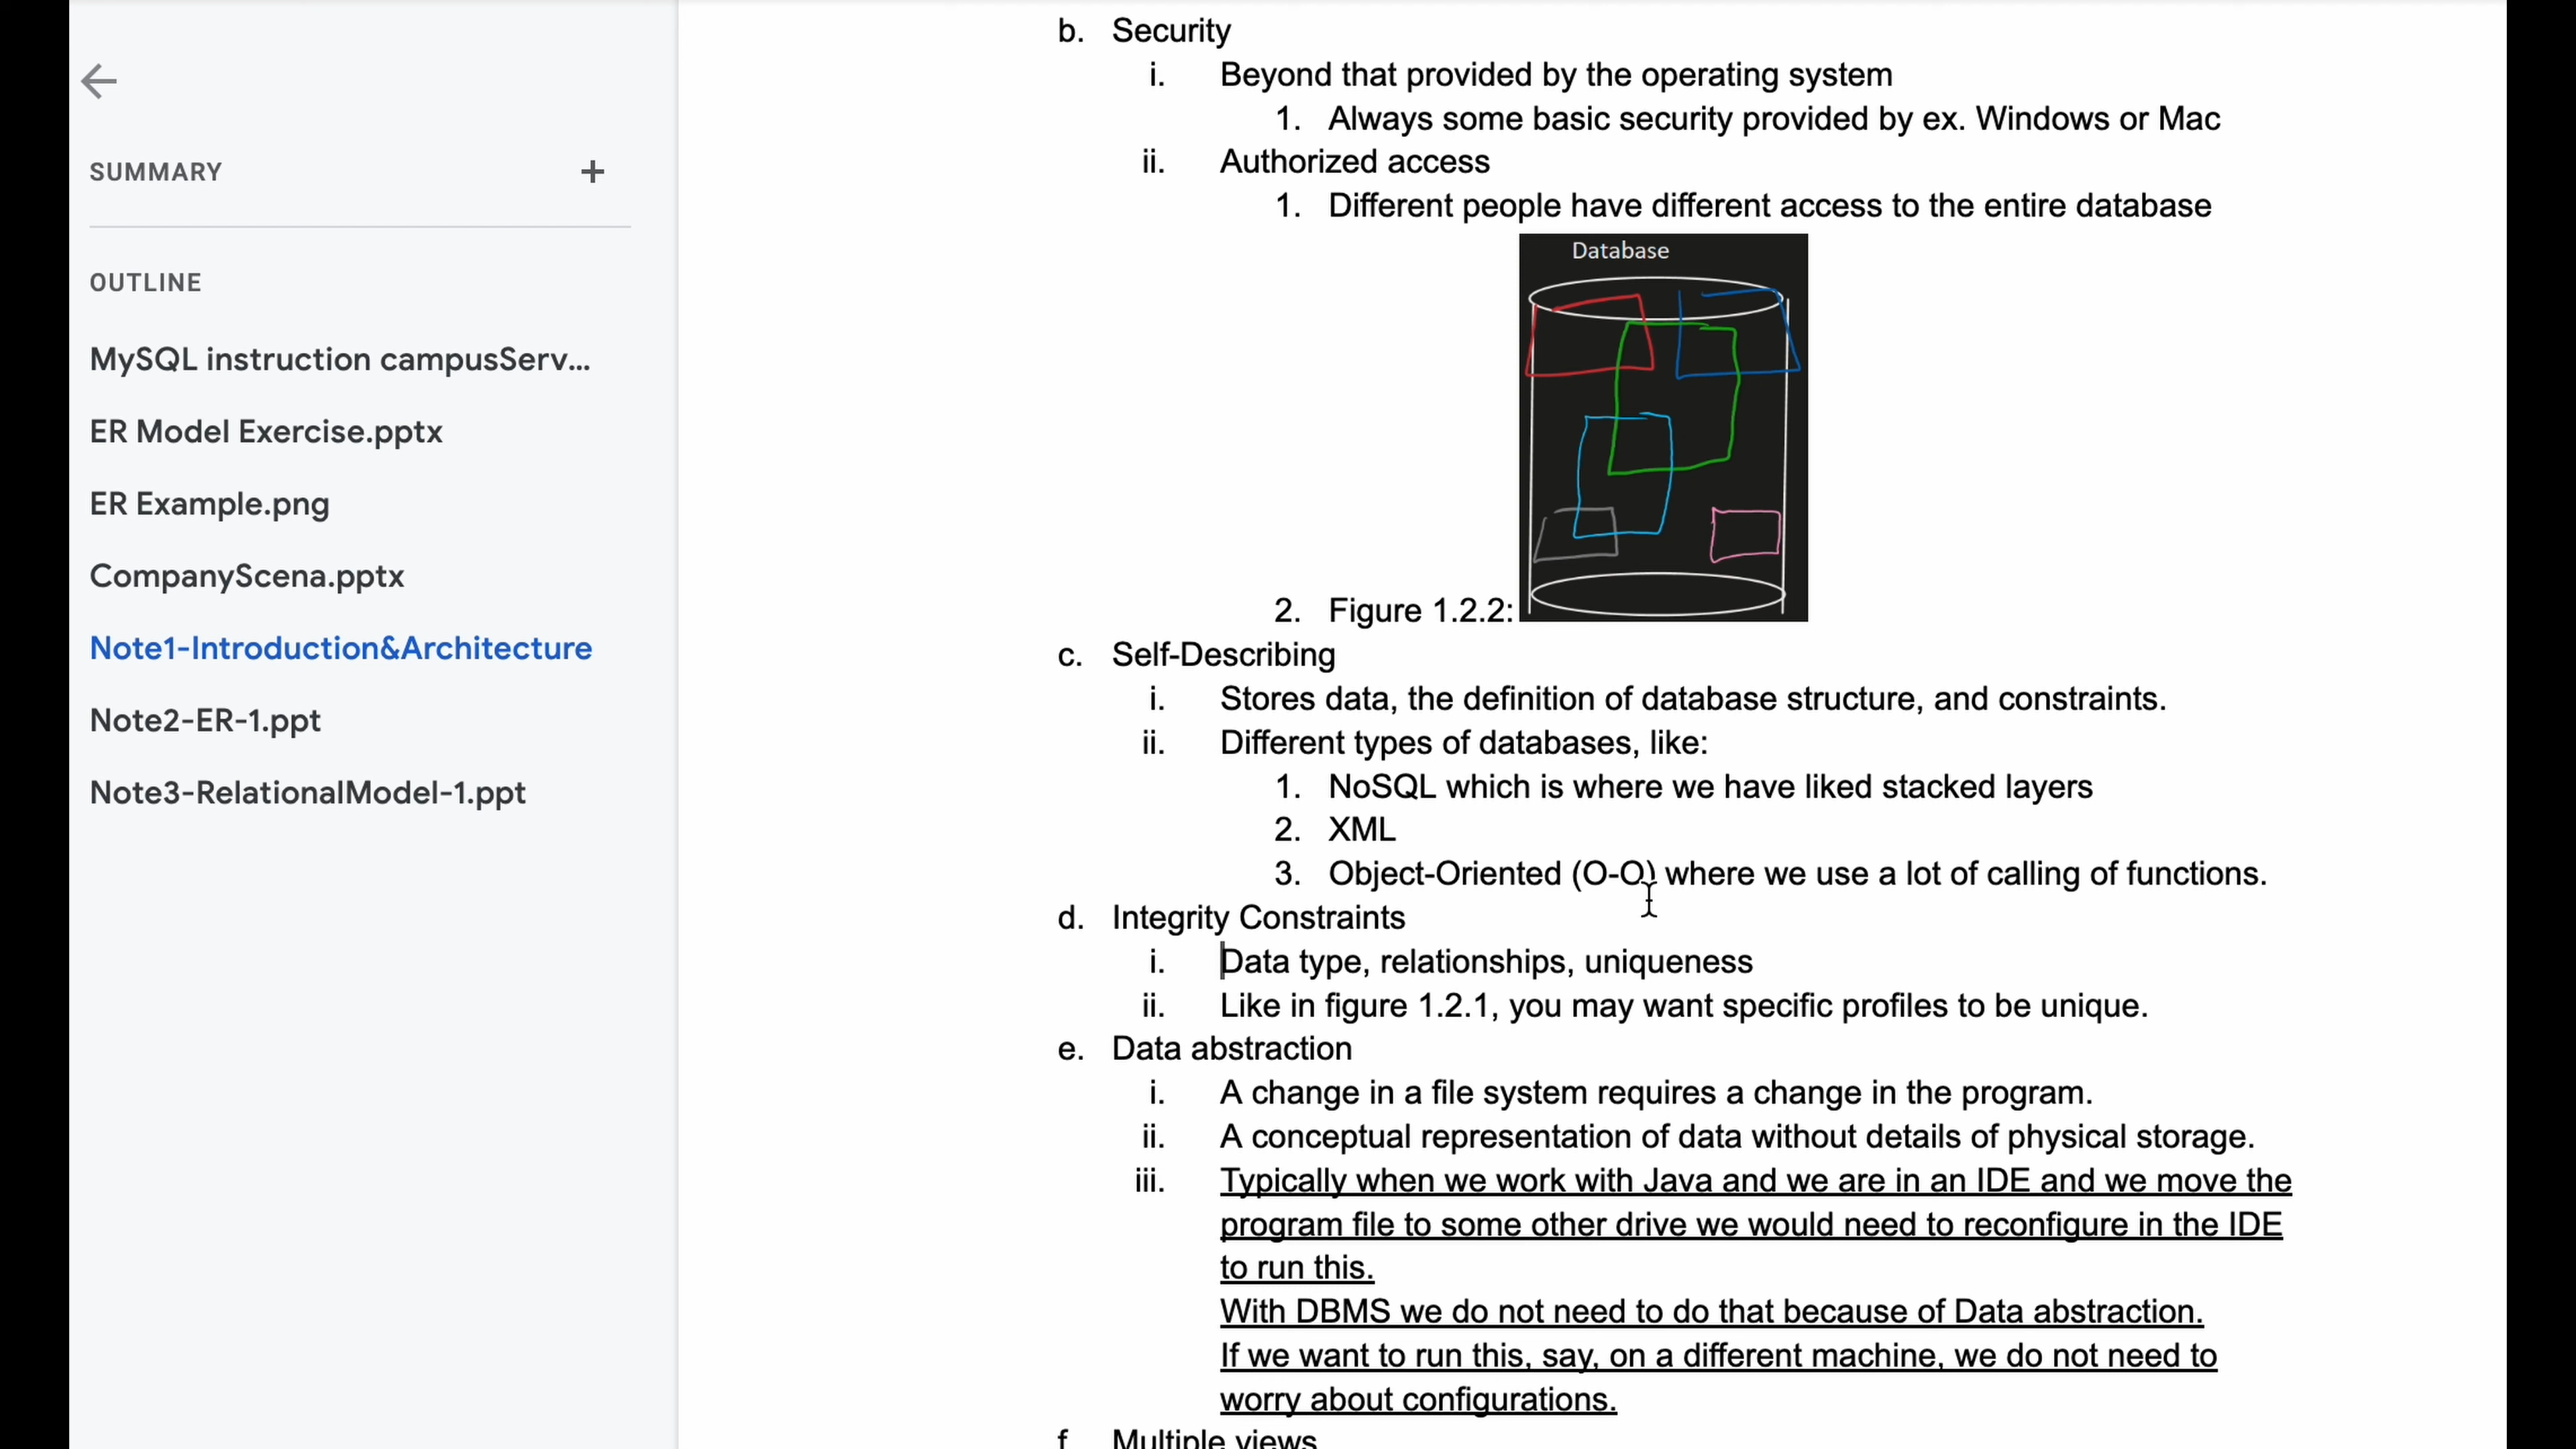 SUMMARY
OUTLINE
MySQL instruction campusServ...
ER Model Exercise.pptx
ER Example.png
CompanyScena.pptx
Note1-Introduction&Architecture
Note2-ER-1.ppt
Note3-RelationalModel-1.ppt
b. Security
i. Beyond that provided by the operating system
1. Always some basic security provided by ex. Windows or Mac
ii. Authorized access
1. Different people have different access to the entire database
Database
2. Figure 1.2.2:
c. Self-Describing
i. Stores data, the definition of database structure, and constraints.
ii. Different types of databases, like:
1. NoSQL which is where we have liked stacked layers
2. XML
3. Object-Oriented (O-O) where we use a lot of calling of functions.
d. Integrity Constraints
i. Data type, relationships, uniqueness
ii. Like in figure 1.2.1, you may want specific profiles to be unique.
e. Data abstraction
i. A change in a file system requires a change in the program.
ii. A conceptual representation of data without details of physical storage.
iii. Typically when we work with Java and we are in an IDE and we move the
program file to some other drive we would need to reconfigure in the IDE
to run this.
With DBMS we do not need to do that because of Data abstraction.
If we want to run this, say, on a different machine, we do not need to
worry about configurations.
f. Multiple views